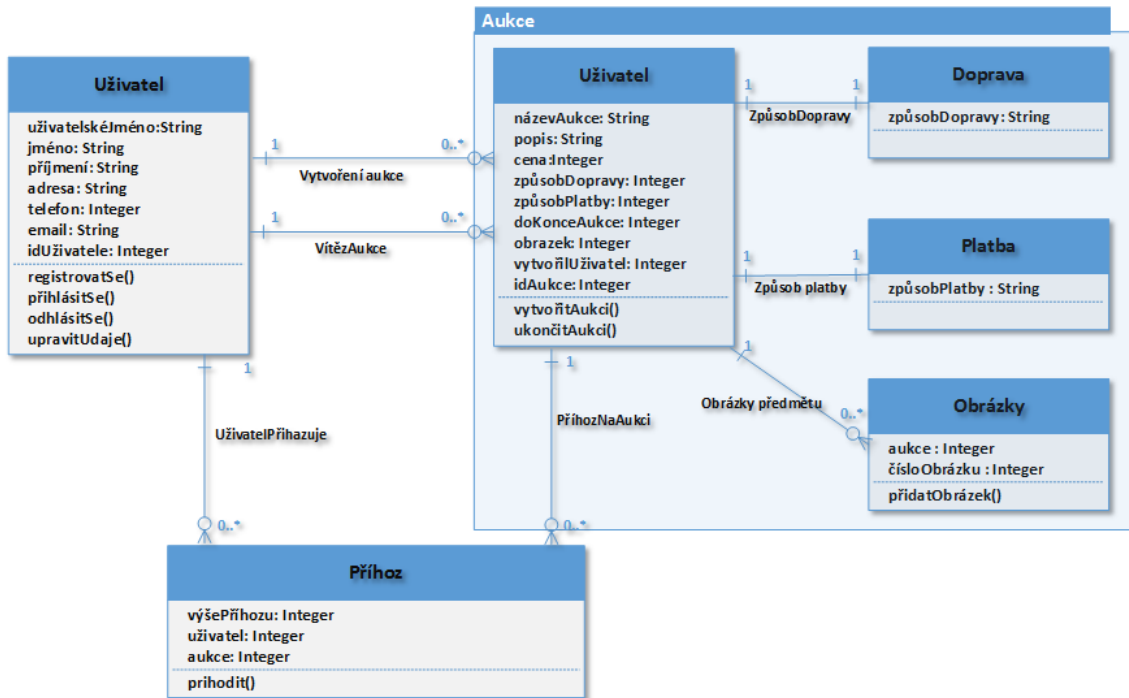 Aukce
Uživatel
uživatelskéJméno:String
jméno: String
příjmení: String
adresa: String
telefon: Integer
email: String
idUživatele: Integer
registrovatSe()
přihlásitSe()
odhlásitSe()
upravitUdaje()
1
0..*
Vytvoření aukce
1
0..*
VítězAukce
Uživatel
názevAukce: String
popis: String
cena:Integer
způsobDopravy: Integer
způsobPlatby: Integer
doKonceAukce: Integer
obrazek: Integer
vytvořilUživatel: Integer
idAukce: Integer
vytvořitAukci()
ukončitAukci()
1
1
ZpůsobDopravy
Doprava
způsobDopravy: String
1
1
Způsob platby
Platba
způsobPlatby : String
1
Obrázky předmětu
0..*
Obrázky
aukce : Integer
čísloObrázku : Integer
přidatObrázek()
1
UživatelPřihazuje
0..*
1
PříhozNaAukci
0..*
Příhoz
výšePříhozu: Integer
uživatel: Integer
aukce: Integer
prihodit()